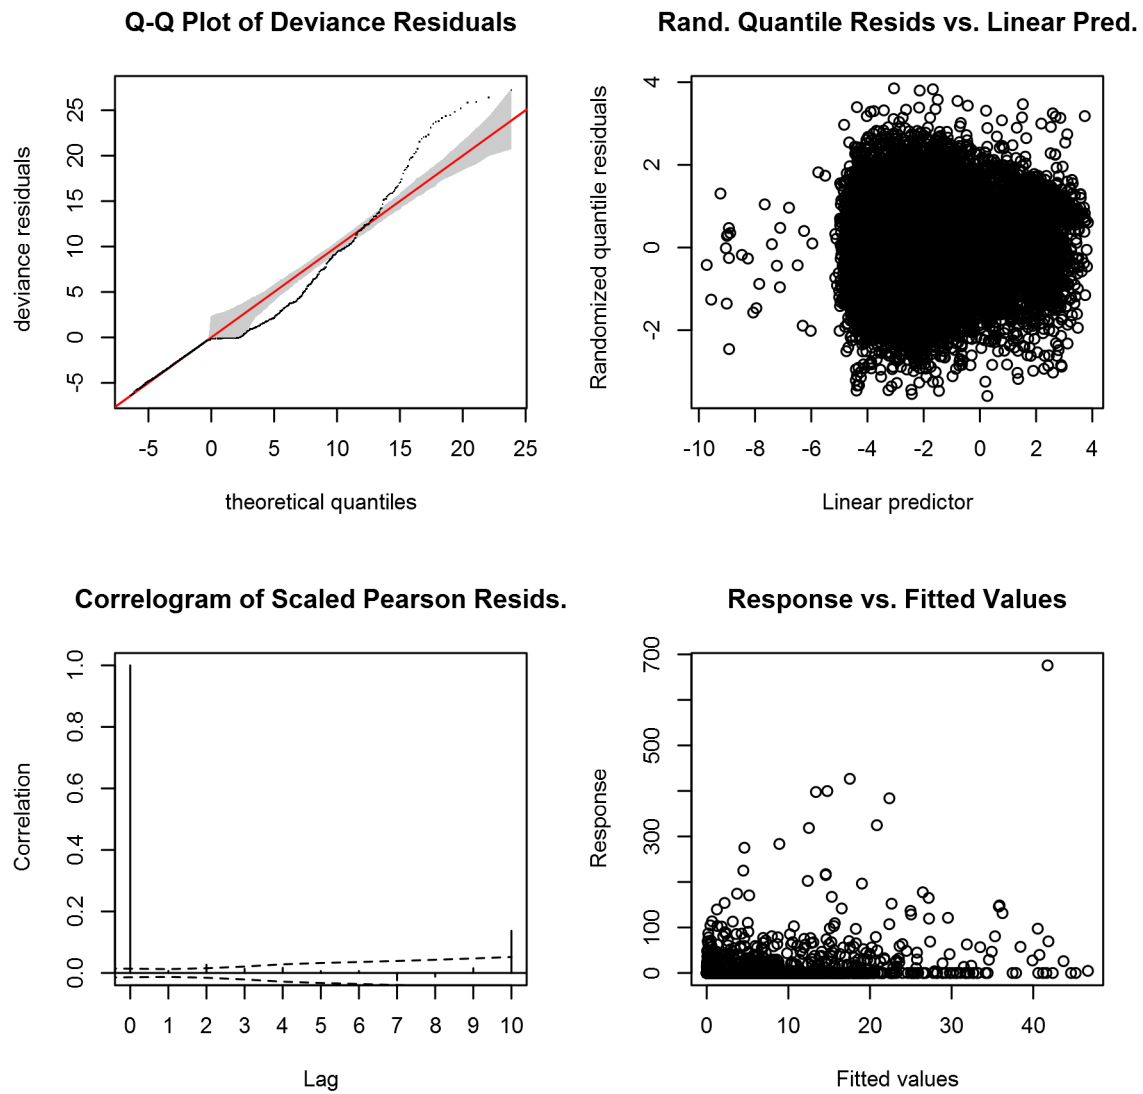 Q-Q Plot of Deviance Residuals
deviance residuals
25
20
15
10
5
0
-5
-5 0 5 10 15 20 25
theoretical quantiles
Rand. Quantile Resids vs. Linear Pred.
Randomized quantile residuals
4
2
0
-2
-10 -8 -6 -4 -2 0 2 4
Linear predictor
Correlogram of Scaled Pearson Resids.
Correlation
1.0
0.8
0.6
0.4
0.2
0.0
0 1 2 3 4 5 6 7 8 9 10
Lag
Response vs. Fitted Values
Response
700
500
300
100
0
0 10 20 30 40
Fitted values